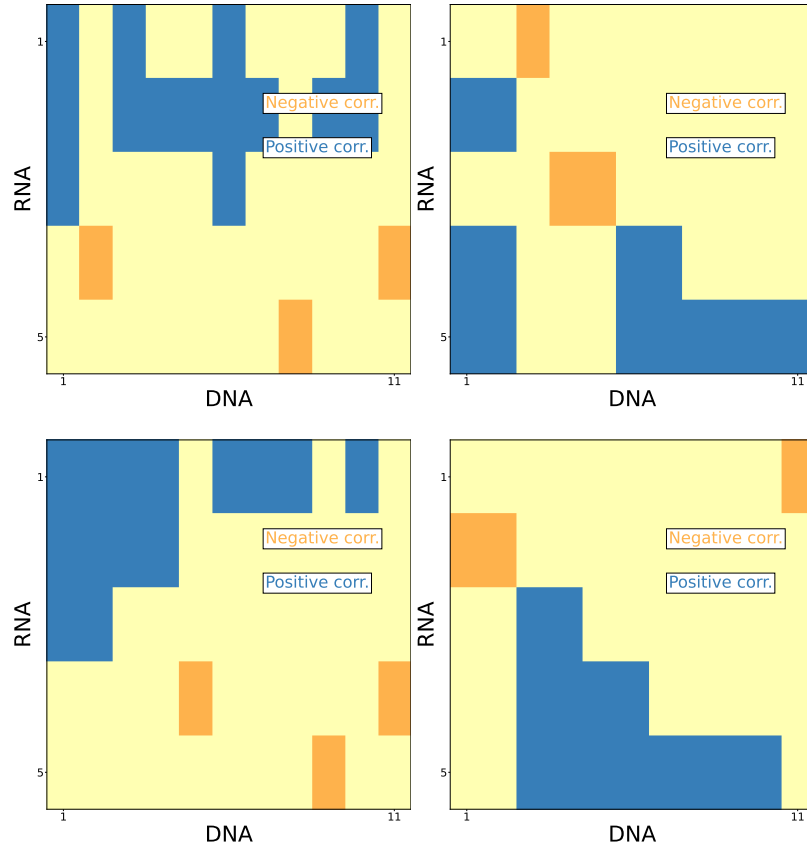 1
Negative corr.
Positive corr.
RNA
5
1
11
DNA
1
Negative corr.
Positive corr.
RNA
5
1
11
DNA
1
Negative corr.
Positive corr.
RNA
5
1
11
DNA
1
Negative corr.
Positive corr.
RNA
5
1
11
DNA